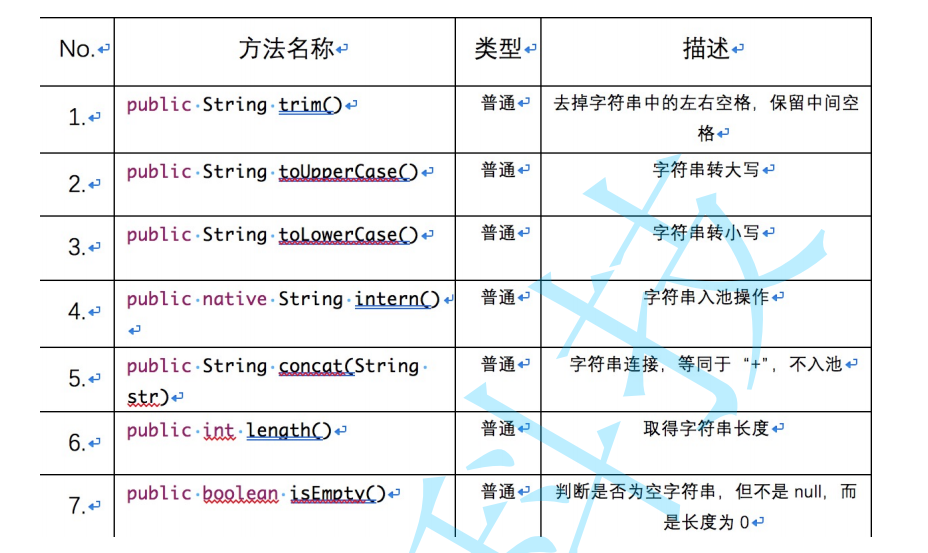 No. 方法名称 类型 描述
1. public String trim() 普通 去掉字符串中的左右空格，保留中间空
格
2. public String toUpperCase() 普通 字符串转大写
3. public String toLowerCase() 普通 字符串转小写
4. public native String intern() 普通 字符串入池操作
5. public String concat(String 普通 字符串连接，等同于 “+”，不入池
str)
6. public int length() 普通 取得字符串长度
7. public boolean isEmpty() 普通 判断是否为空字符串，但不是 null，而
是长度为 0
科技